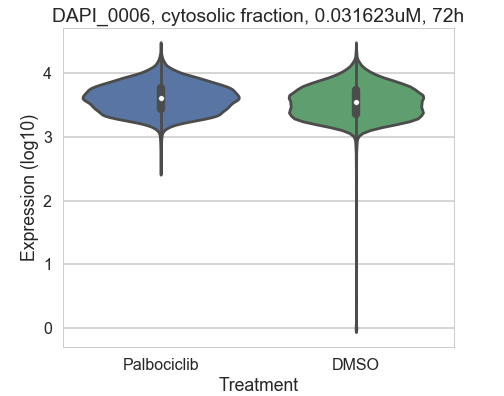 DAPI_0006, cytosolic fraction, 0.031623uM, 72h
Expression (log10)
4
3
2
1
0
Palbociclib DMSO
Treatment